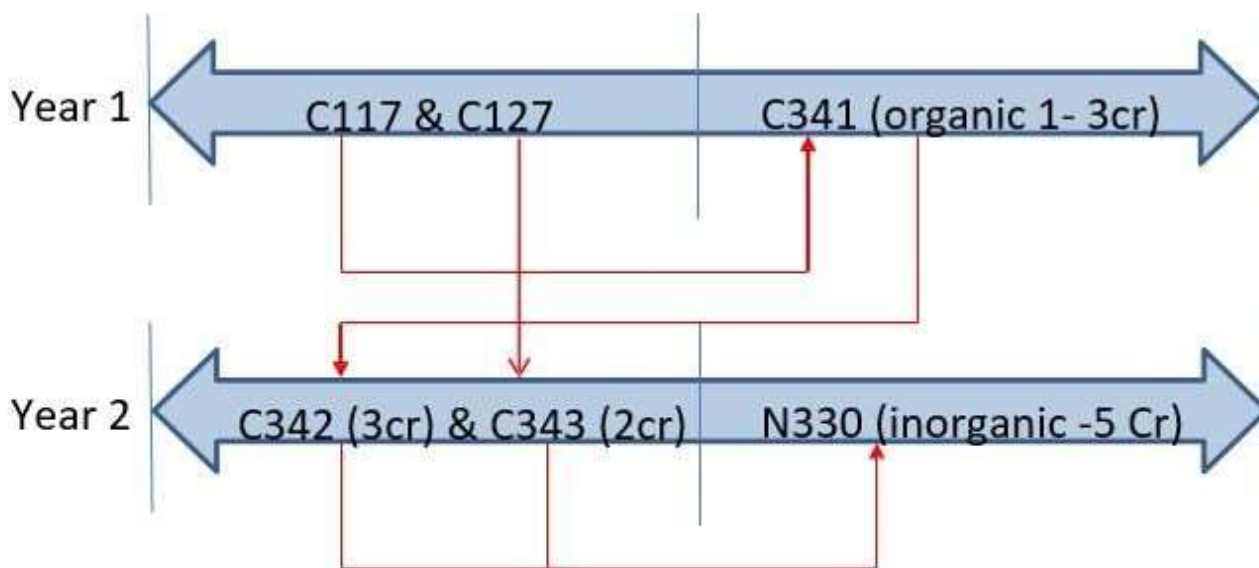 Year 1
C117 & C127
C341 (organic 1- 3cr)
Year 2
C342 (3cr) & C343 (2cr)
N330 (inorganic -5 Cr)